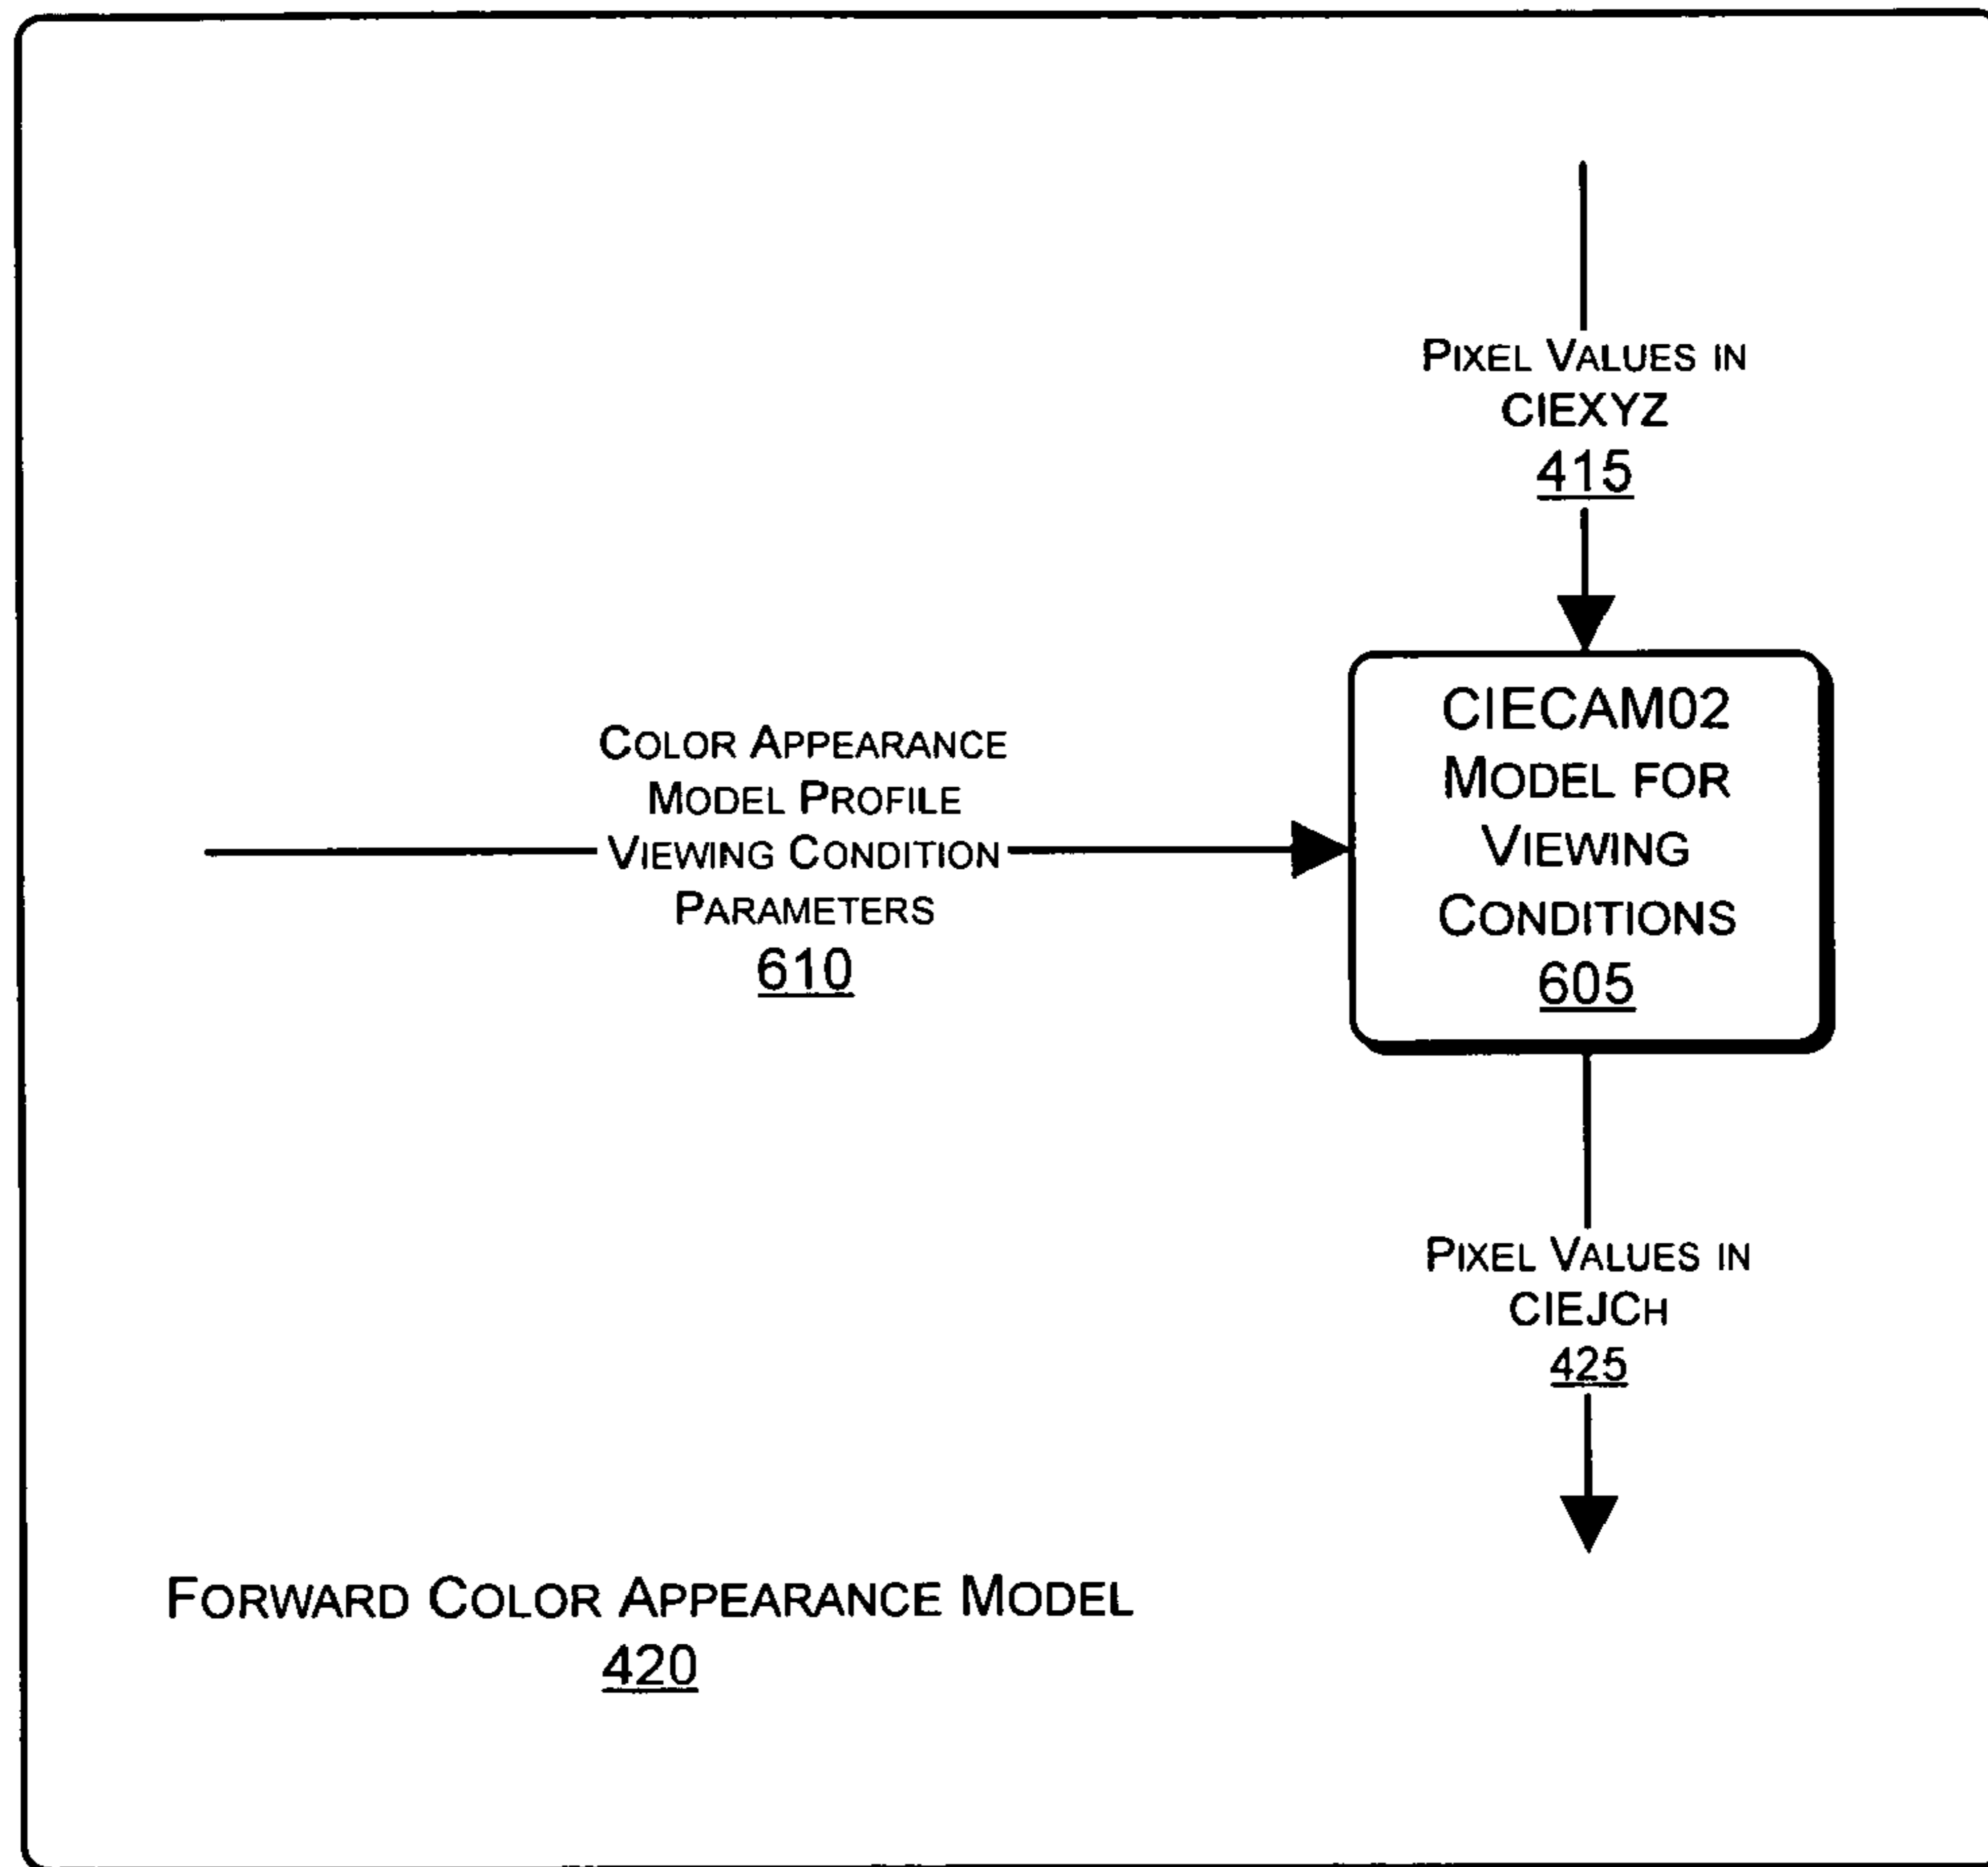 Pixel Values in
CIEXYZ
415
Color Appearance
Model Profile
Viewing Condition
Parameters
610
CIECAM02
Model for
Viewing
Conditions
605
Pixel Values in
CIEJCh
425
Forward Color Appearance Model
420